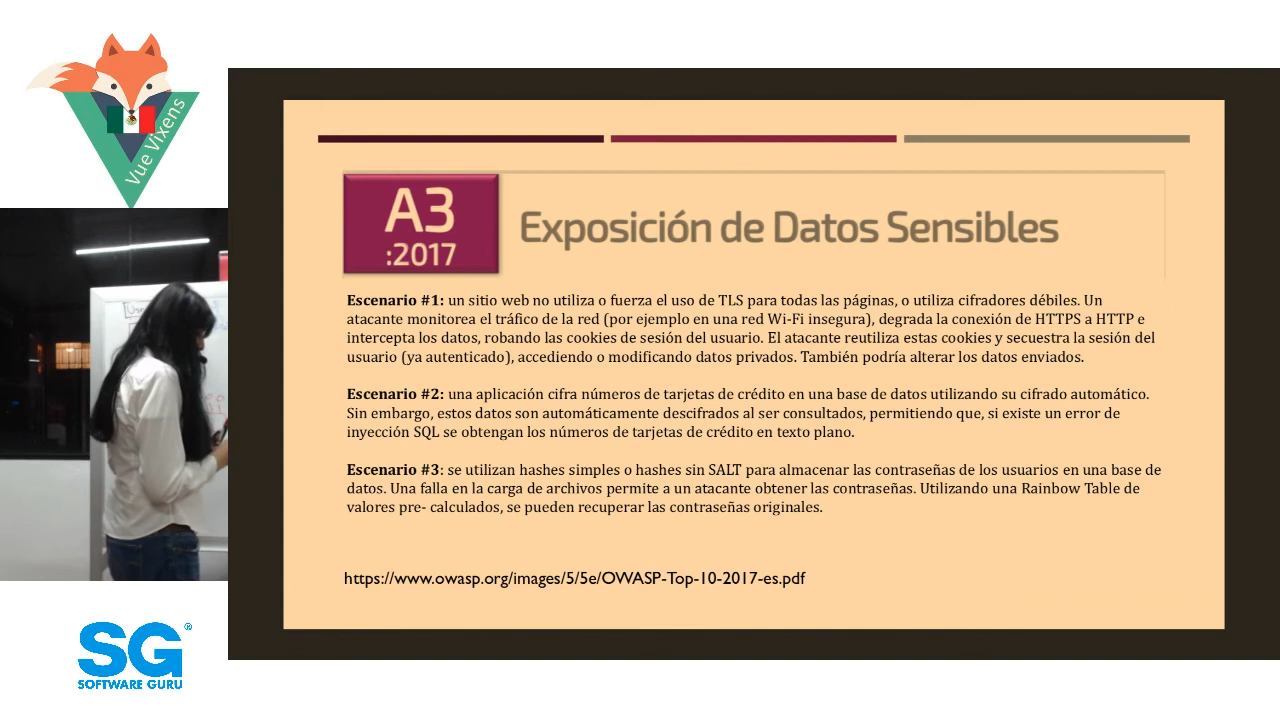 Vue Vixens
A3
:2017
Exposición de Datos Sensibles
Escenario #1: un sitio web no utiliza o fuerza el uso de TLS para todas las páginas, o utiliza cifradores débiles. Un
atacante monitorea el tráfico de la red (por ejemplo en una red Wi-Fi insegura), degrada la conexión de HTTPS a HTTP e
intercepta los datos, robando las cookies de sesión del usuario. El atacante reutiliza estas cookies y secuestra la sesión del
usuario (ya autenticado), accediendo o modificando datos privados. También podría alterar los datos enviados.
Escenario #2: una aplicación cifra números de tarjetas de crédito en una base de datos utilizando su cifrado automático.
Sin embargo, estos datos son automáticamente descifrados al ser consultados, permitiendo que, si existe un error de
inyección SQL se obtengan los números de tarjetas de crédito en texto plano.
Escenario #3: se utilizan hashes simples o hashes sin SALT para almacenar las contraseñas de los usuarios en una base de
datos. Una falla en la carga de archivos permite a un atacante obtener las contraseñas. Utilizando una Rainbow Table de
valores pre- calculados, se pueden recuperar las contraseñas originales.
https://www.owasp.org/images/5/5e/OWASP-Top-10-2017-es.pdf
SG®
SOFTWARE GURU